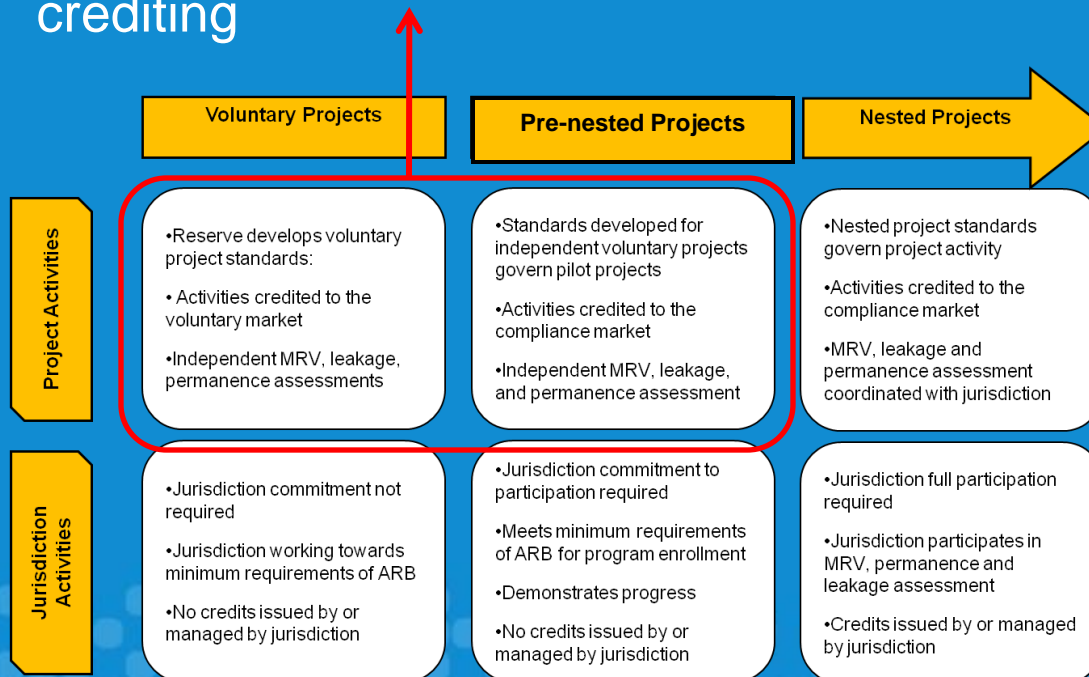 crediting
Voluntary Projects
Pre-nested Projects
Nested Projects
Project Activities
•Reserve develops voluntary
project standards:
• Activities credited to the
voluntary market
•Independent MRV, leakage,
permanence assessments
•Standards developed for
independent voluntary projects
govern pilot projects
•Activities credited to the
compliance market
•Independent MRV, leakage,
and permanence assessment
•Nested project standards
govern project activity
•Activities credited to the
compliance market
•MRV, leakage and
permanence assessment
coordinated with jurisdiction
Jurisdiction
Activities
•Jurisdiction commitment not
required
•Jurisdiction working towards
minimum requirements of ARB
•No credits issued by or
managed by jurisdiction
•Jurisdiction commitment to
participation required
•Meets minimum requirements
of ARB for program enrollment
•Demonstrates progress
•No credits issued by or
managed by jurisdiction
•Jurisdiction full participation
required
•Jurisdiction participates in
MRV, permanence and
leakage assessment
•Credits issued by or managed
by jurisdiction